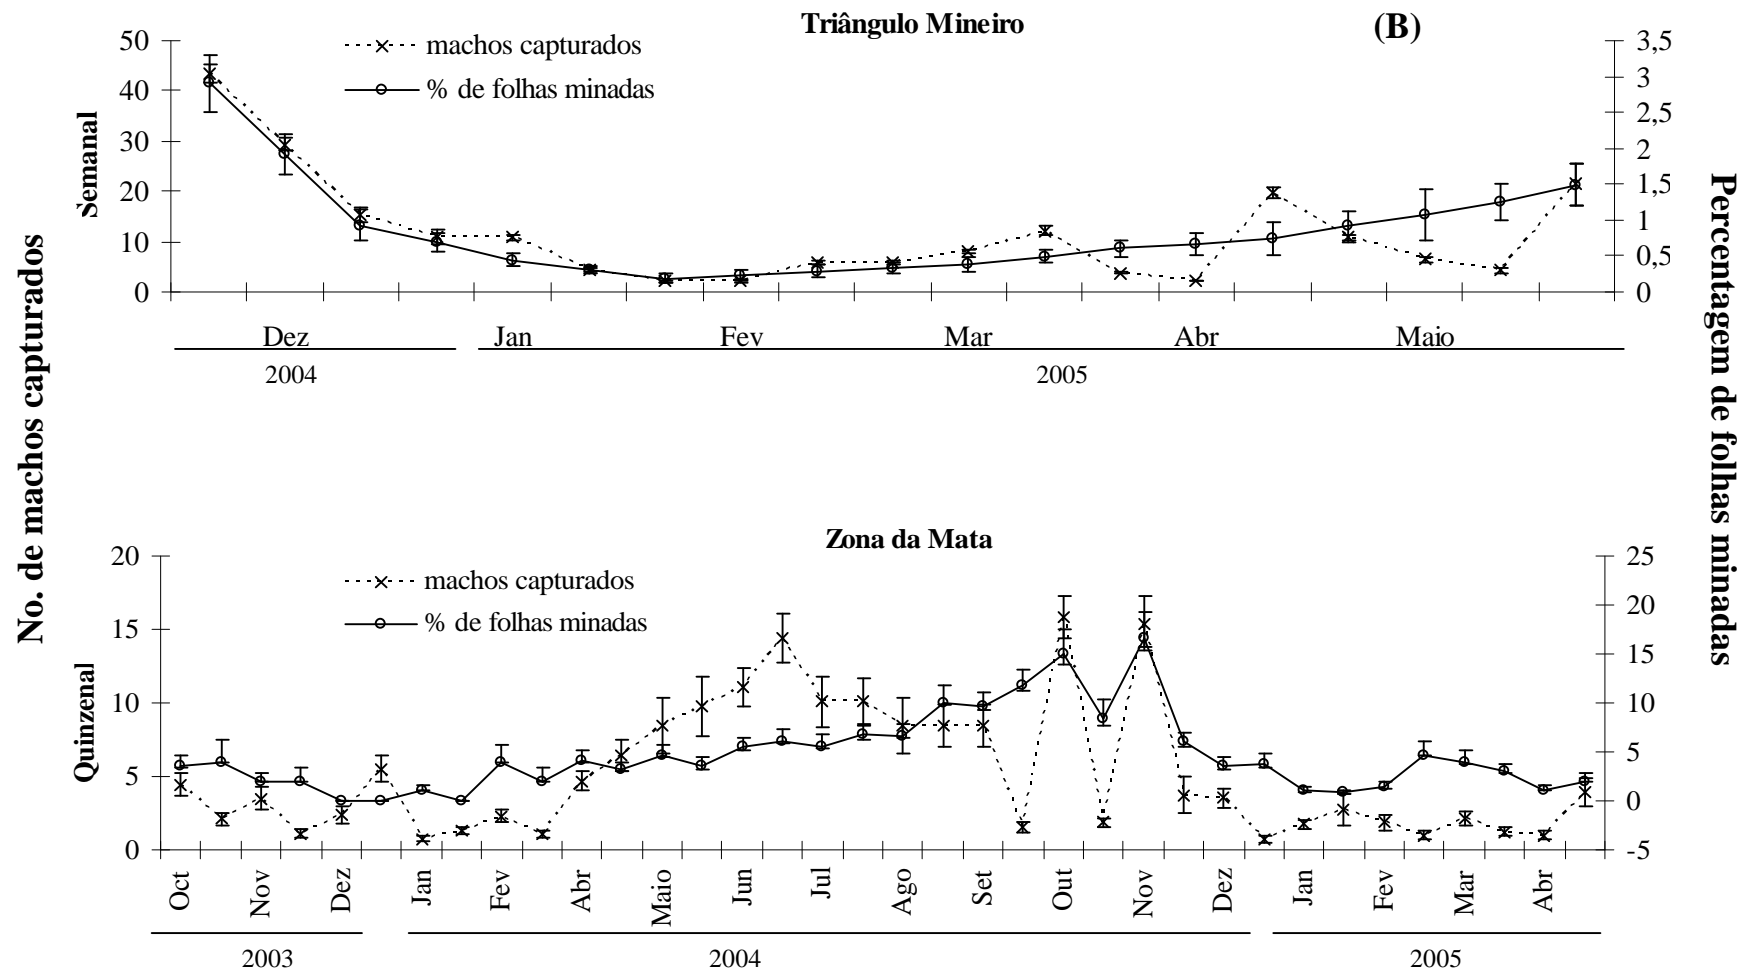 Triângulo Mineiro
(B)
machos capturados
% de folhas minadas
50
40
30
20
10
0
3,5
3
2,5
2
1,5
1
0,5
0
Semanal
Dez
Jan
Fev
Mar
Abr
Maio
2004
2005
No. de machos capturados
Percentagem de folhas minadas
Zona da Mata
machos capturados
% de folhas minadas
20
15
10
5
0
25
20
15
10
5
0
-5
Quinzenal
Oct
Nov
Dez
Jan
Fev
Abr
Maio
Jun
Jul
Ago
Set
Out
Nov
Dez
Jan
Fev
Mar
Abr
2003
2004
2005